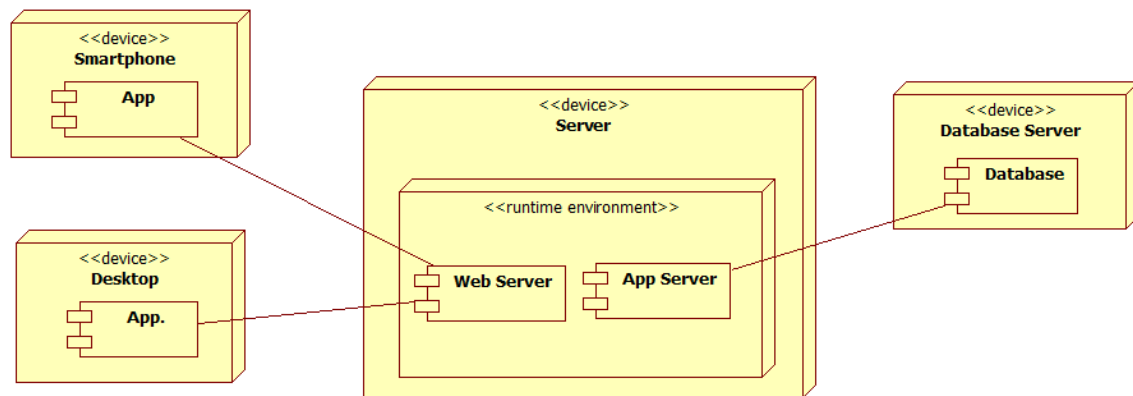 <<device>>
Smartphone
App
<<device>>
Desktop
App.
<<device>>
Server
<<runtime environment>>
Web Server
App Server
<<device>>
Database Server
Database